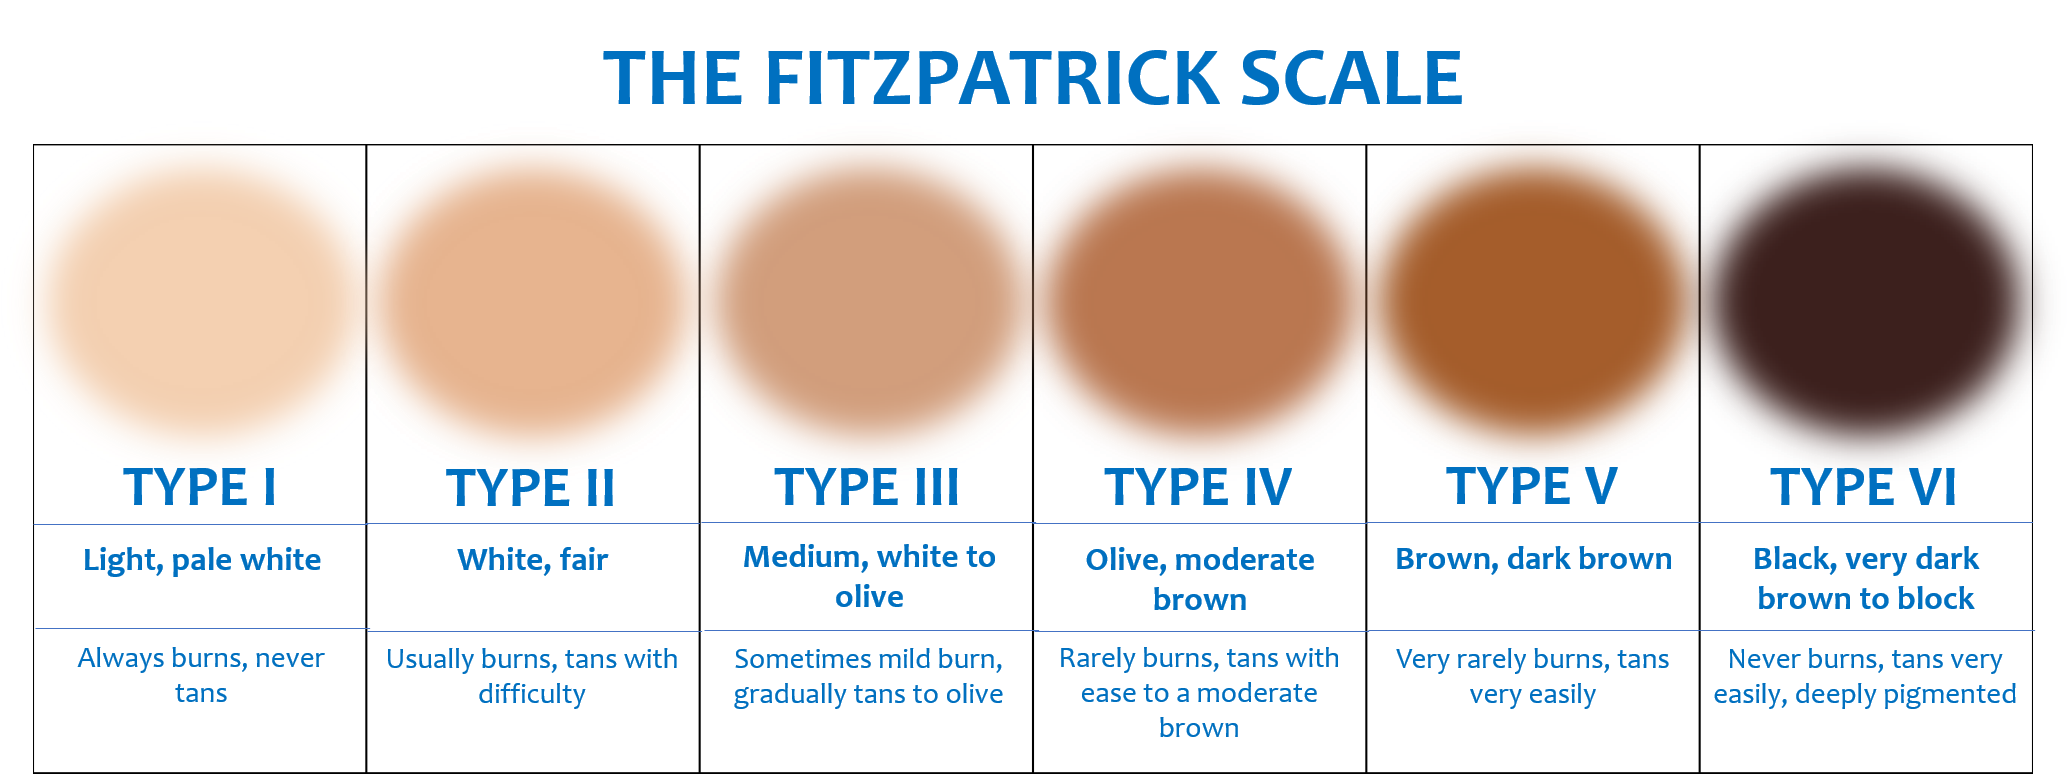 THE FITZPATRICK SCALE
TYPE I
TYPE II
TYPE III
TYPE IV
TYPE V
TYPE VI
Light, pale white
White, fair
Medium, white to
olive
Olive, moderate
brown
Brown, dark brown
Black, very dark
brown to block
Always burns, never
tans
Usually burns, tans with
difficulty
Sometimes mild burn,
gradually tans to olive
Rarely burns, tans with
ease to a moderate
brown
Very rarely burns, tans
very easily
Never burns, tans very
easily, deeply pigmented